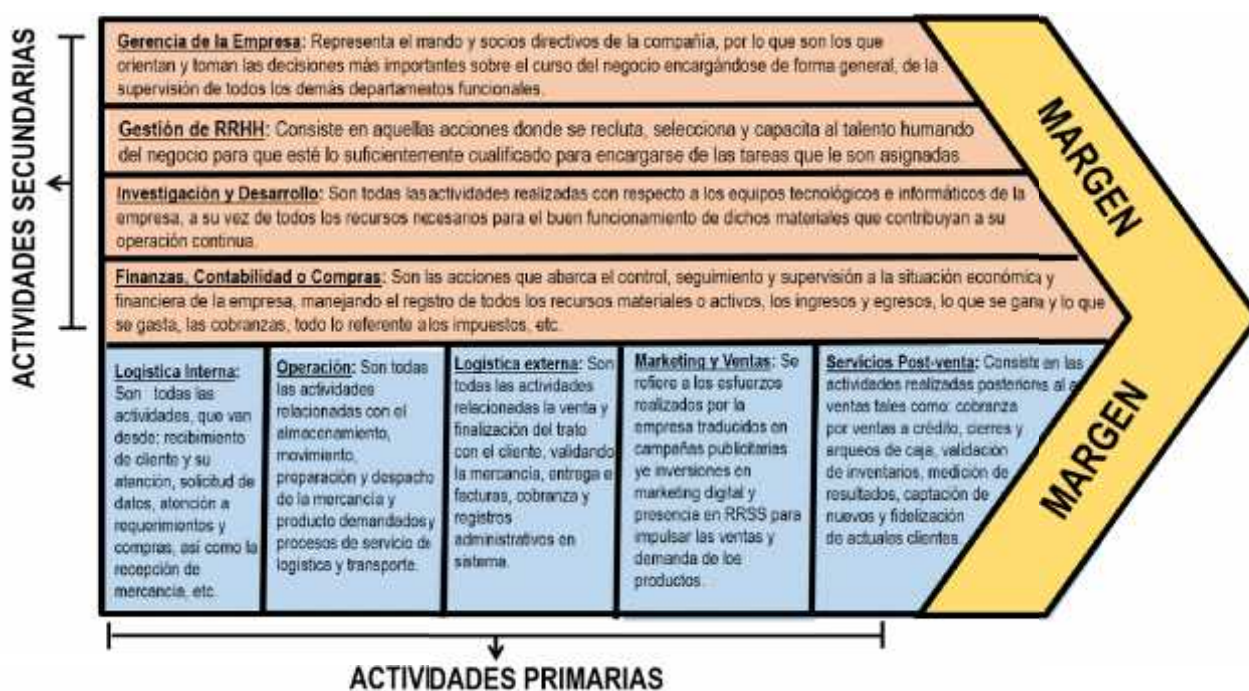 ACTIVIDADES SECUNDARIAS
Gerencia de la Empresa: Representa el mando y socios directivos de la compañía, por lo que son los que
orientan y toman las decisiones más importantes sobre el curso del negocio encargándose de forma general, de la
supervisión de todos los demás departamentos funcionales.
Gestión de RRHH: Consiste en aquellas acciones donde se recluta, selecciona y capacita al talento humando
del negocio para que esté lo suficientemente cualificado para encargarse de las tareas que le son asignadas.
Investigación y Desarrollo: Son todas las actividades realizadas con respecto a los equipos tecnológicos e informáticos de la
empresa, a su vez de todos los recursos necesarios para el buen funcionamiento de dichos materiales que contribuyan a su
operación continua.
Finanzas, Contabilidad o Compras: Son las acciones que abarca el control, seguimiento y supervisión a la situación económica y
financiera de la empresa, manejando el registro de todos los recursos materiales o activos, los ingresos y egresos, lo que se gana y lo que
se gasta, las cobranzas, todo lo referente a los impuestos, etc.
MARGEN
MARGEN
Logística Interna:
Son todas las
actividades, que van
desde: recibimiento
de cliente y su
atención, solicitud de
datos, atención a
requerimientos y
compras, así como la
recepción de
mercancía, etc.
Operación: Son todas
las actividades
relacionadas con el
almacenamiento,
movimiento,
preparación y despacho
de la mercancía y
producto demandados y
procesos de servicio de
logística y transporte.
Logística externa: Son
todas las actividades
relacionadas la venta y
finalización del trato
con el cliente, validando
la mercancía, entrega e
facturas, cobranza y
registros
administrativos en
sistema.
Marketing y Ventas: Se
refiere a los esfuerzos
realizados por la
empresa traducidos en
campañas publicitarias
ye inversiones en
marketing digital y
presencia en RRSS para
impulsar las ventas y
demanda de los
productos.
Servicios Post-venta: Consiste en las
actividades realizadas posteriores al a
ventas tales como: cobranza
por ventas a crédito, cierres y
arqueos de caja, validación
de inventarios, medición de
resultados, captación de
nuevos y fidelización
de actuales clientes.
ACTIVIDADES PRIMARIAS